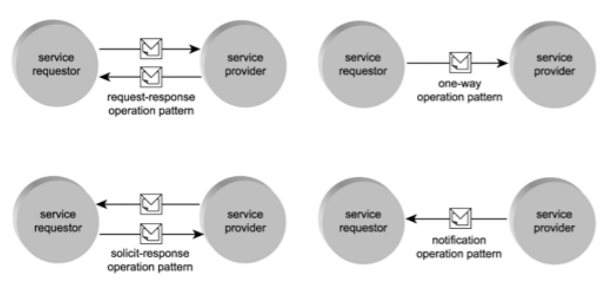 service
requestor
service
provider
request-response
operation pattern
service
requestor
service
provider
one-way
operation pattern
service
requestor
service
provider
solicit-response
operation pattern
service
requestor
service
provider
notification
operation pattern